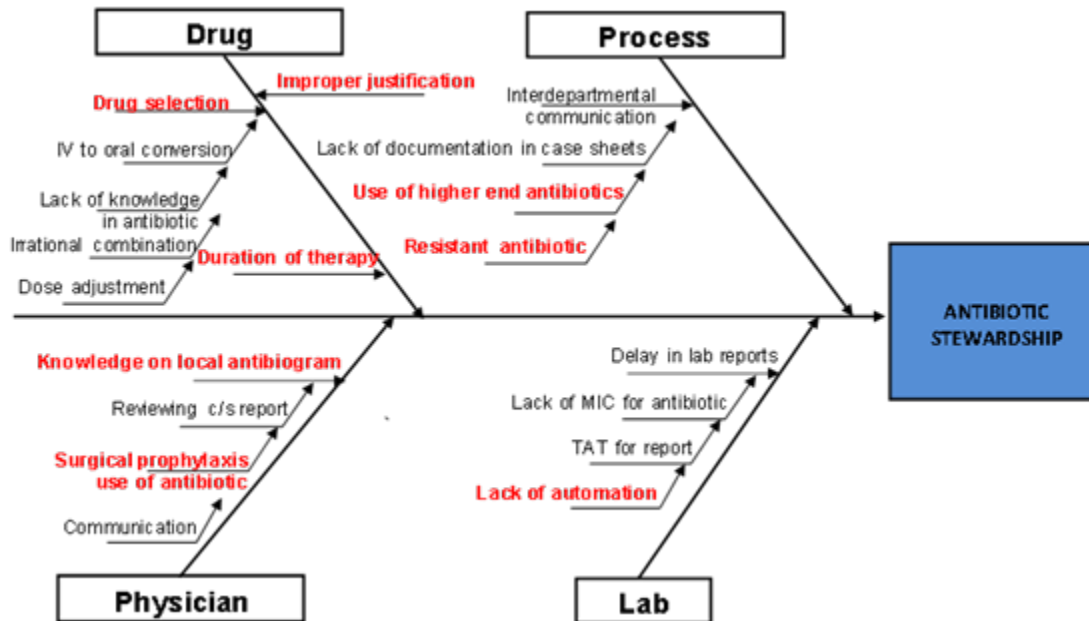 Drug
Process
Improper justification
Drug selection
IV to oral conversion
Lack of knowledge
in antibiotic
Irrational combination
Dose adjustment
Duration of therapy
Interdepartmental
communication
Lack of documentation in case sheets
Use of higher end antibiotics
Resistant antibiotic
ANTIBIOTIC
STEWARDSHIP
Knowledge on local antibiogram
Reviewing c/s report
Surgical prophylaxis
use of antibiotic
Communication
Delay in lab reports
Lack of MIC for antibiotic
TAT for report
Lack of automation
Physician
Lab